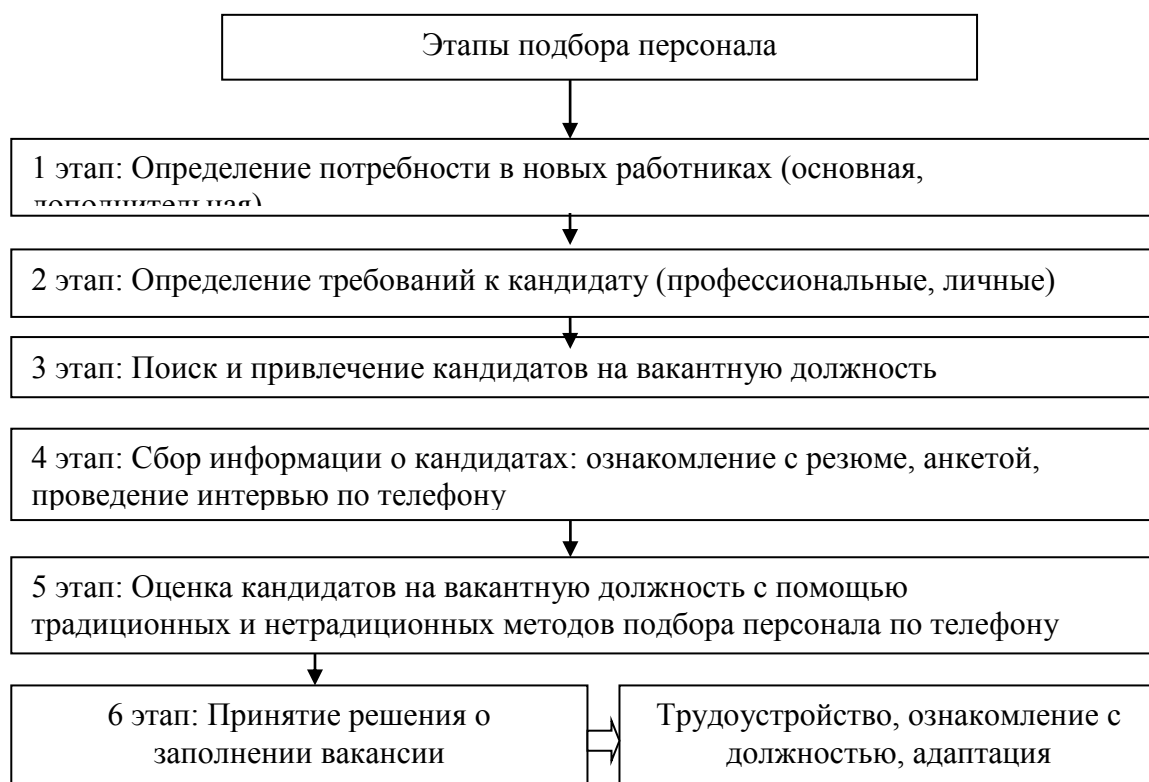 Этапы подбора персонала
1 этап: Определение потребности в новых работниках (основная,
дополнительная)
2 этап: Определение требований к кандидату (профессиональные, личные)
3 этап: Поиск и привлечение кандидатов на вакантную должность
4 этап: Сбор информации о кандидатах: ознакомление с резюме, анкетой,
проведение интервью по телефону
5 этап: Оценка кандидатов на вакантную должность с помощью
традиционных и нетрадиционных методов подбора персонала по телефону
6 этап: Принятие решения о
заполнении вакансии
Трудоустройство, ознакомление с
должностью, адаптация